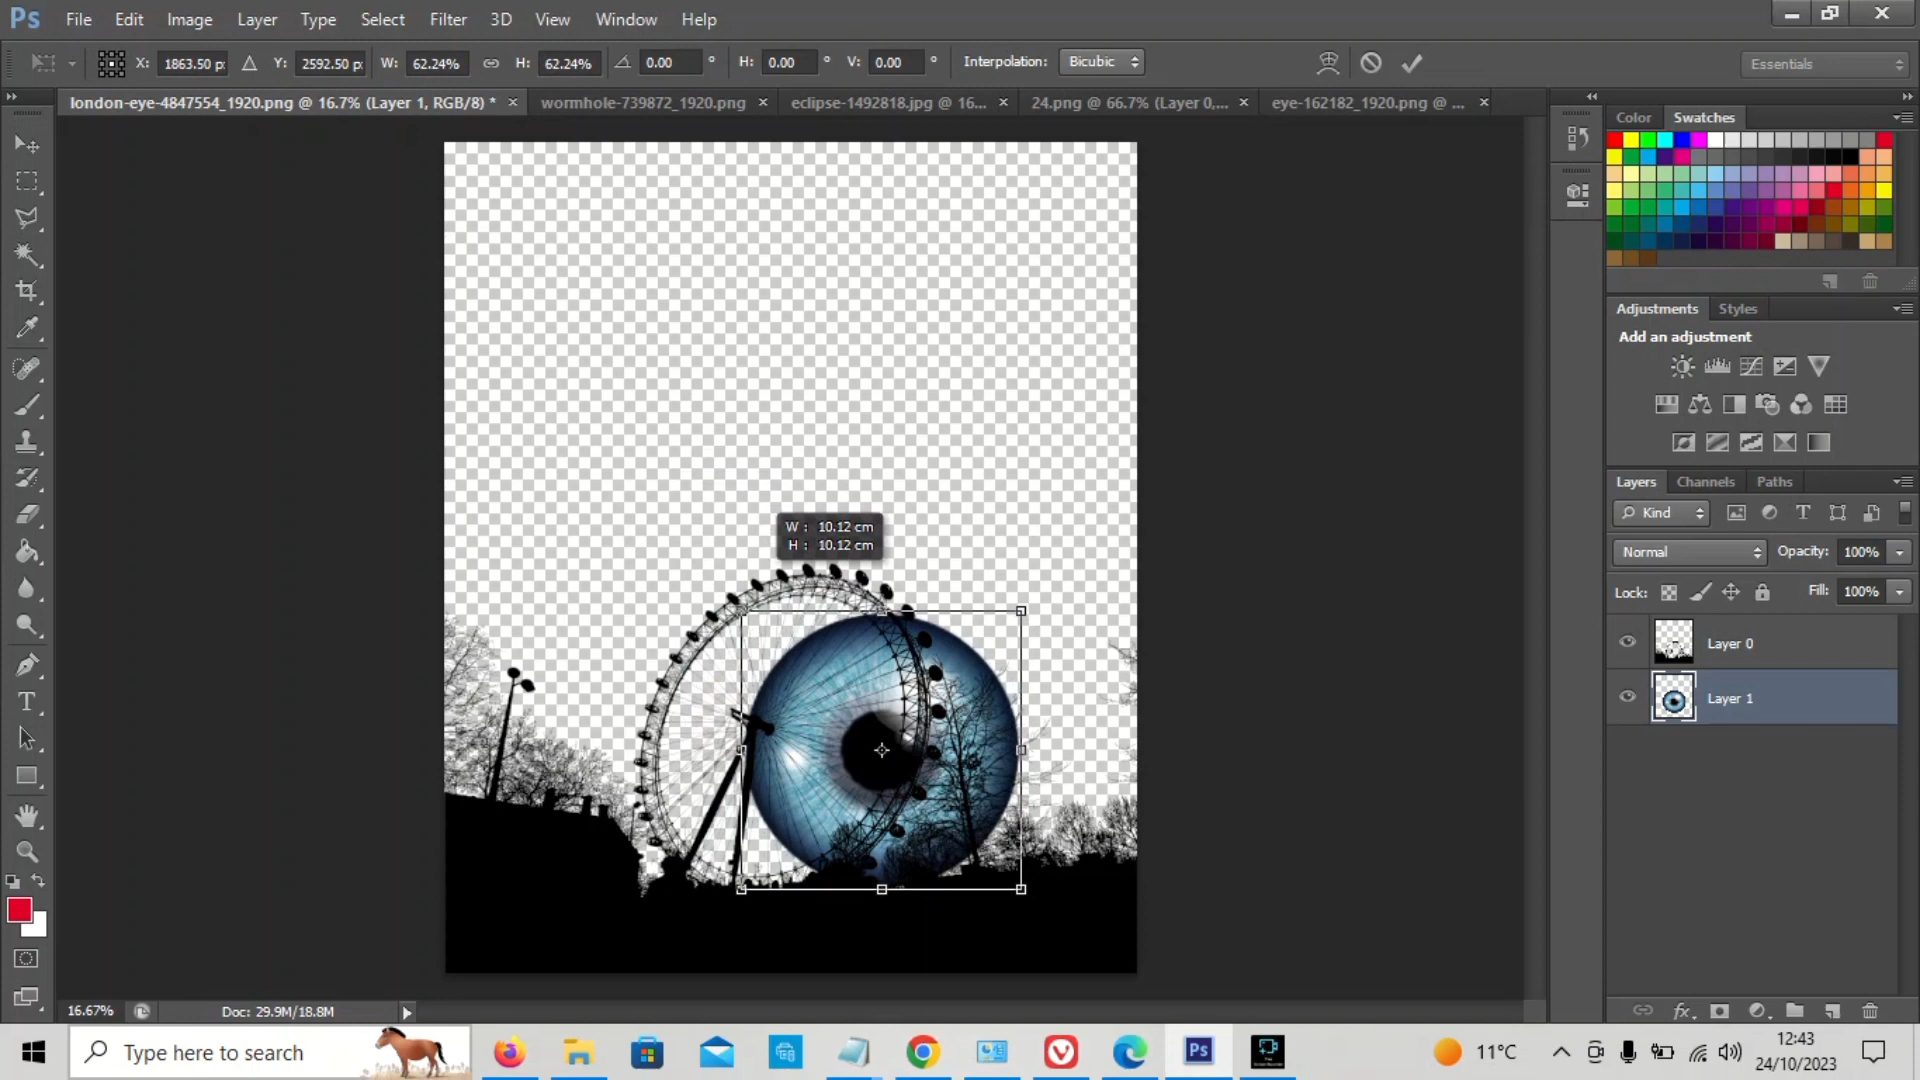 Ps File Edit Image Layer Type Select Filter 3D View Window Help
X: 1863.50 p Y: 2592.50 p W: 62.24% H: 62.24% 0.00 ° H: 0.00 ° V: 0.00 ° Interpolation: Bicubic Essentials
london-eye-4847554_1920.png @ 16.7% (Layer 1, RGB/8) * wormhole-739872_1920.png eclipse-1492818.jpg @ 16... 24.png @ 66.7% (Layer 0,... eye-162182_1920.png @ ...
Color Swatches
Adjustments Styles
Add an adjustment
Layers Channels Paths
Kind
Normal Opacity: 100%
Lock: Fill: 100%
Layer 0
Layer 1
W : 10.12 cm
H : 10.12 cm
16.67% Doc: 29.9M/18.8M
Type here to search
Ps
11°C
12:43
24/10/2023